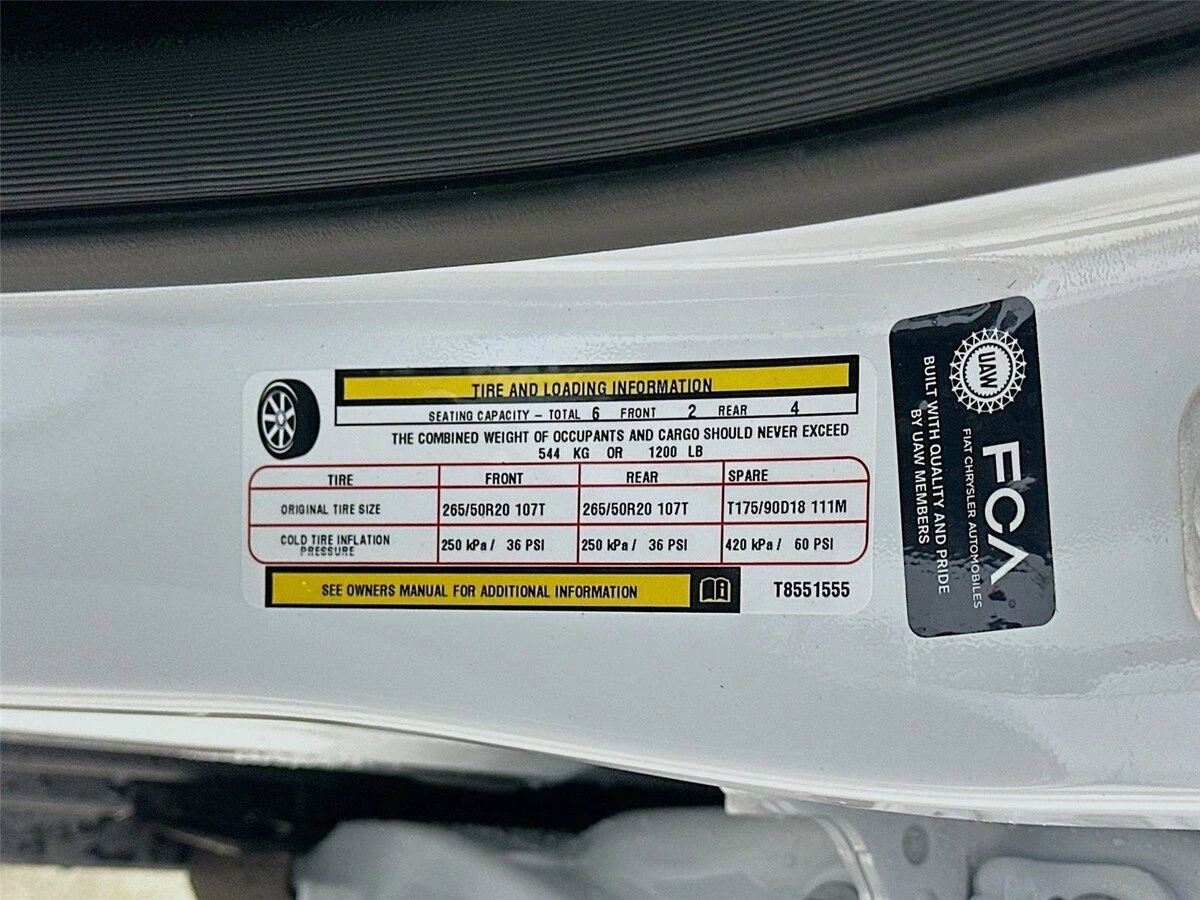 TIRE AND LOADING INFORMATION
SEATING CAPACITY – TOTAL 6 FRONT 2 REAR 4
THE COMBINED WEIGHT OF OCCUPANTS AND CARGO SHOULD NEVER EXCEED
544 KG OR 1200 LB
TIRE FRONT REAR SPARE
ORIGINAL TIRE SIZE 265/50R20 107T 265/50R20 107T T175/90D18 111M
COLD TIRE INFLATION
PRESSURE 250 kPa / 36 PSI 250 kPa / 36 PSI 420 kPa / 60 PSI
SEE OWNERS MANUAL FOR ADDITIONAL INFORMATION
T8551555
UAW
FCA
FIAT CHRYSLER AUTOMOBILES
BUILT WITH QUALITY AND PRIDE
BY UAW MEMBERS